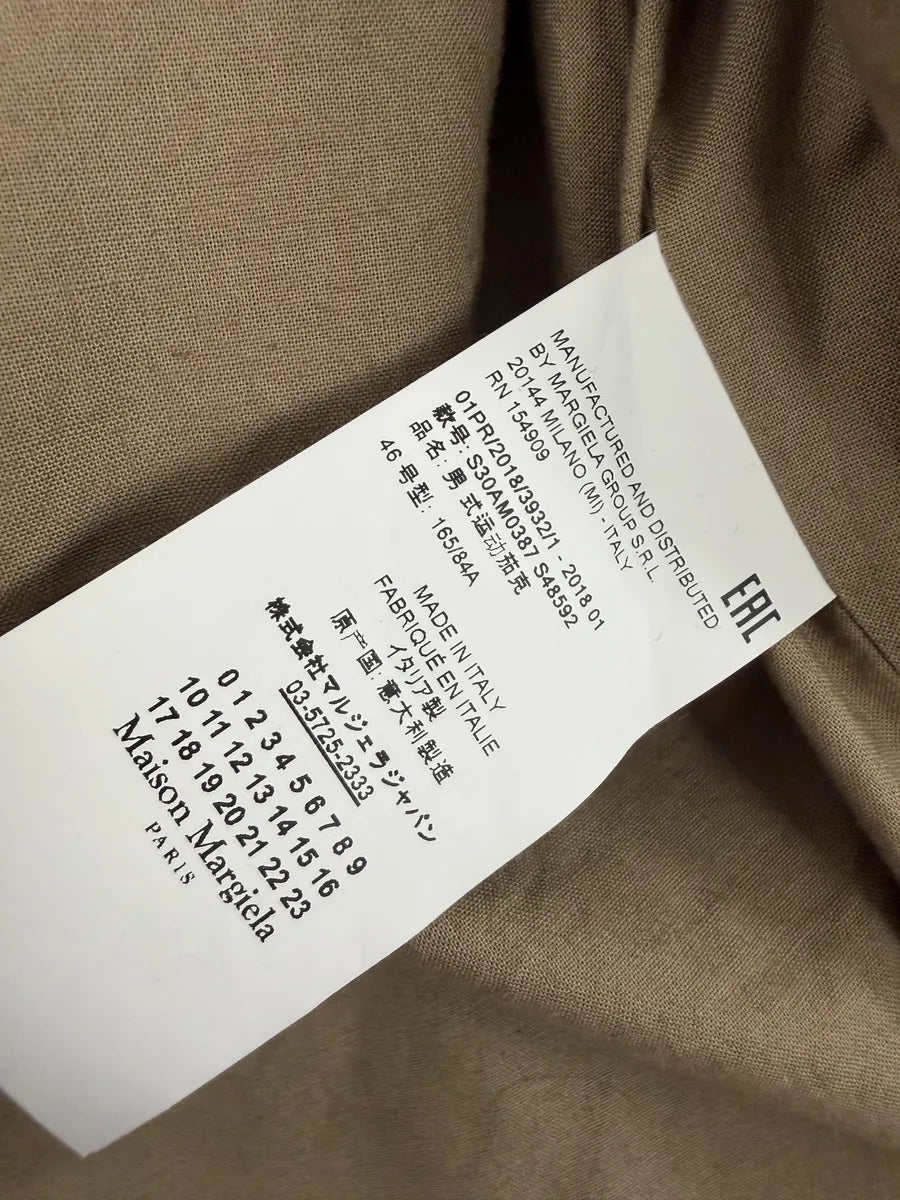 EAC
MANUFACTURED AND DISTRIBUTED
BY MARGIELA GROUP S.R.L
20144 MILANO (MI) - ITALY
RN 154909
01PR/2018/3932/1 - 2018 01
款号: S30AM0387 S48592
品名: 男 式运动茄克
46 号型: 165/84A
MADE IN ITALY
FABRIQUÉ EN ITALIE
イタリア製
原产国: 意大利製造
株式会社マルジェラジャパン
03-5725-2333
0 1 2 3 4 5 6 7 8 9
10 11 12 13 14 15 16
17 18 19 20 21 22 23
Maison Margiela
PARIS